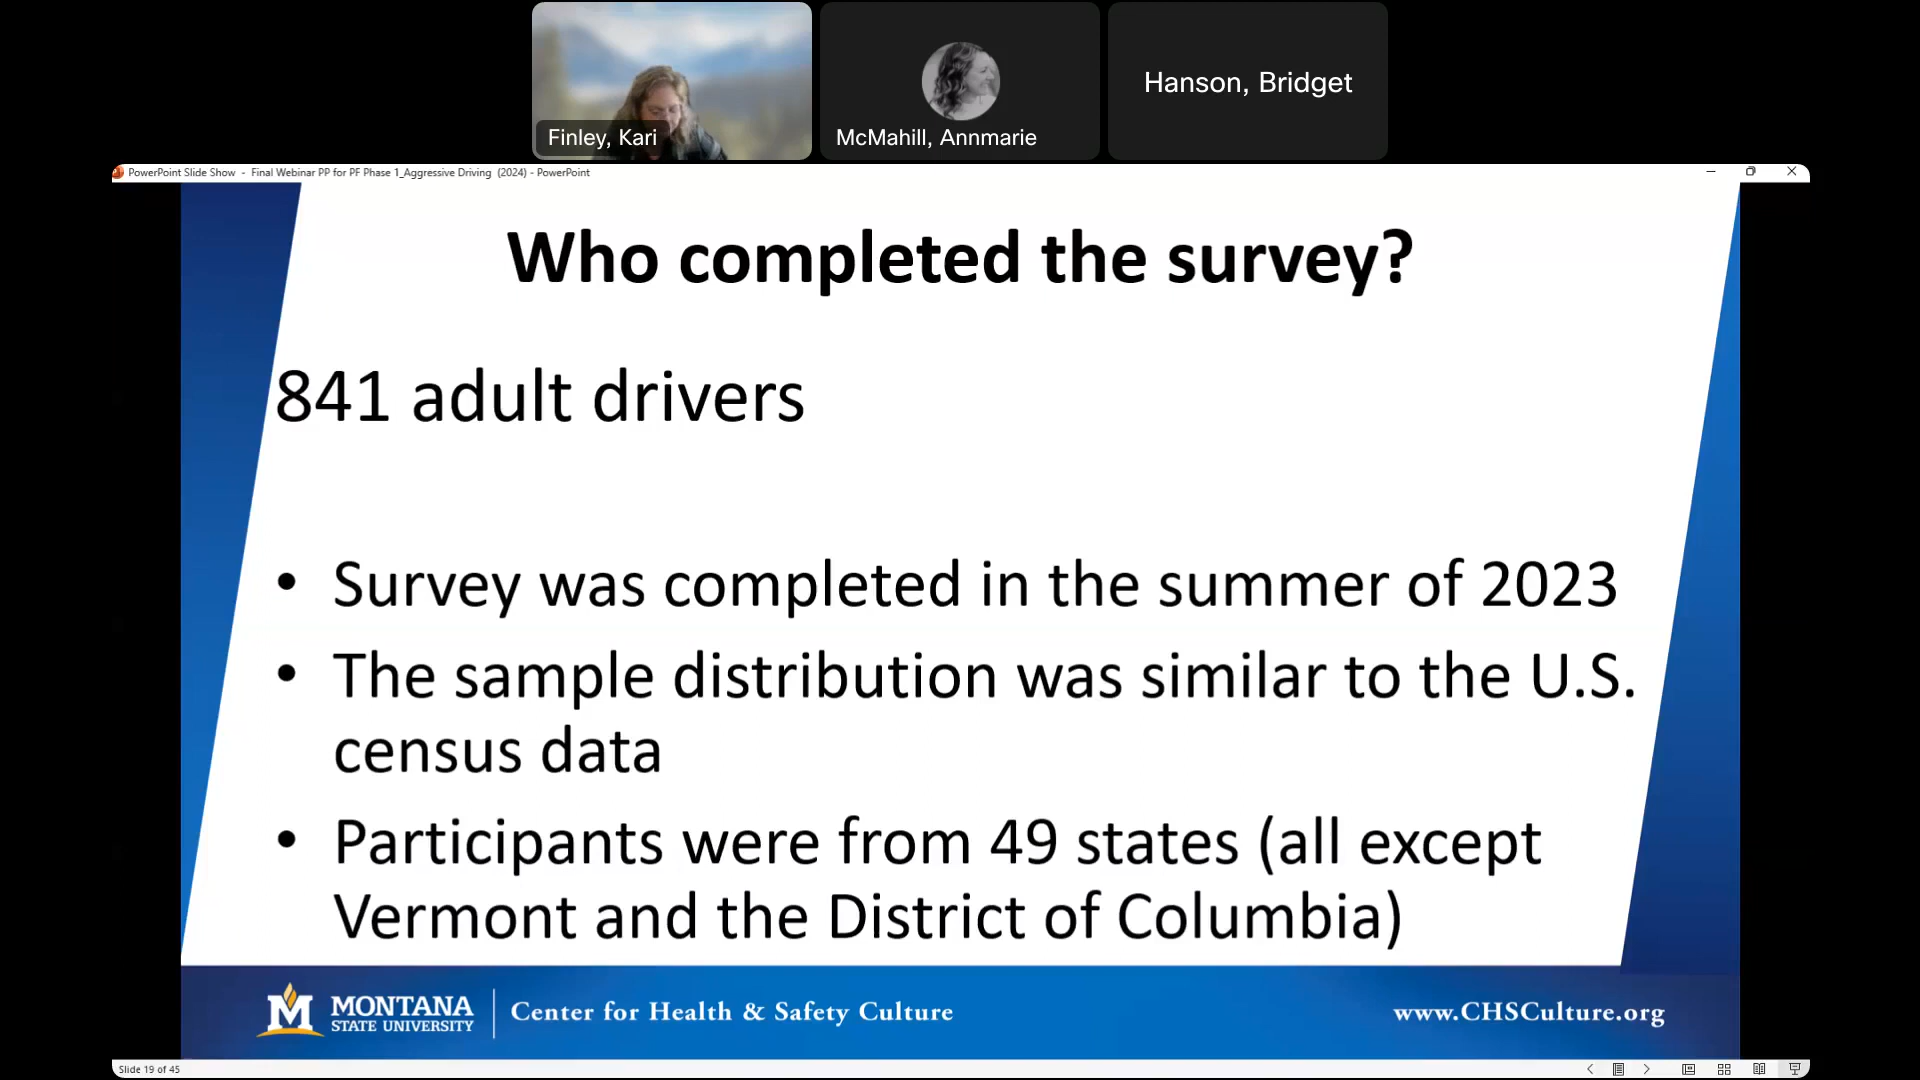 Finley, Kari
McMahill, Annmarie
Hanson, Bridget
PowerPoint Slide Show - Final Webinar PP for PF Phase 1_Aggressive Driving (2024) - PowerPoint
Who completed the survey?
841 adult drivers
• Survey was completed in the summer of 2023
• The sample distribution was similar to the U.S.
census data
• Participants were from 49 states (all except
Vermont and the District of Columbia)
M
MONTANA
STATE UNIVERSITY
Center for Health & Safety Culture
www.CHSCulture.org
Slide 19 of 45